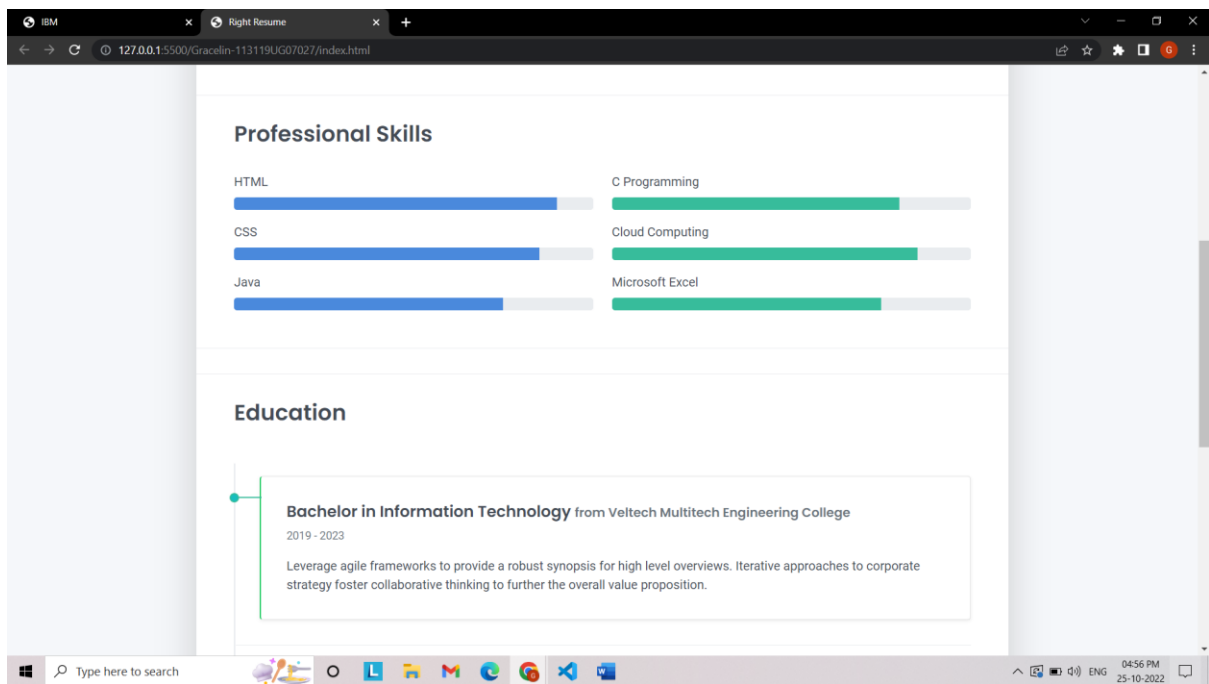 IBM
Right Resume
127.0.0.1:5500/Gracelin-113119UG07027/index.html
G
Professional Skills
HTML
C Programming
CSS
Cloud Computing
Java
Microsoft Excel
Education
Bachelor in Information Technology from Veltech Multitech Engineering College
2019 - 2023
Leverage agile frameworks to provide a robust synopsis for high level overviews. Iterative approaches to corporate
strategy foster collaborative thinking to further the overall value proposition.
Type here to search
L
ENG
04:56 PM
25-10-2022